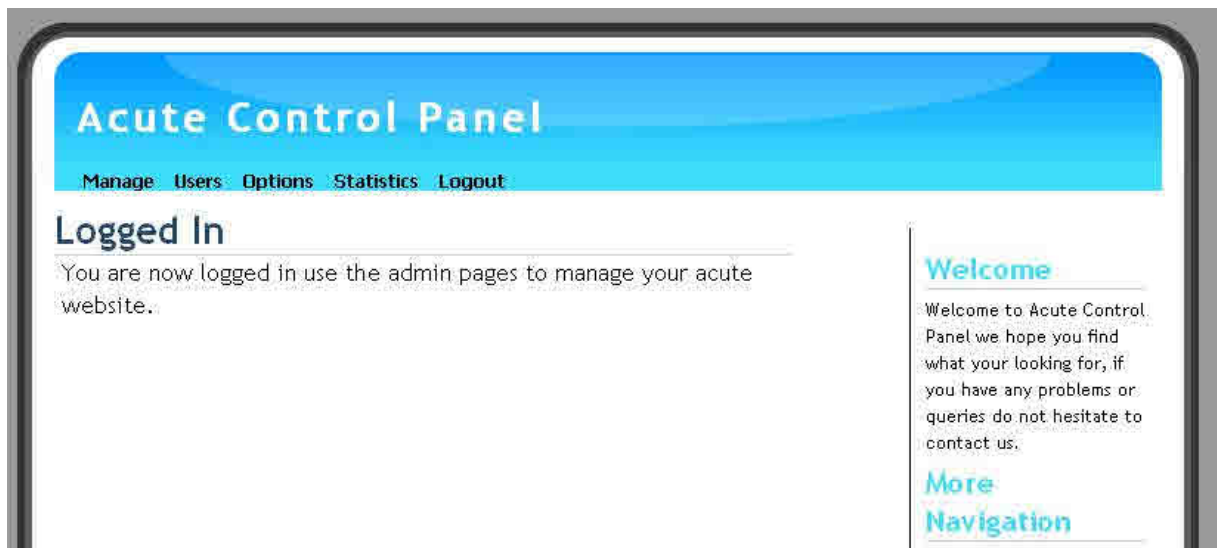 Acute Control Panel
Manage Users Options Statistics Logout
Logged In
You are now logged in use the admin pages to manage your acute
website.
Welcome
Welcome to Acute Control
Panel we hope you find
what your looking for, if
you have any problems or
queries do not hesitate to
contact us.
More
Navigation